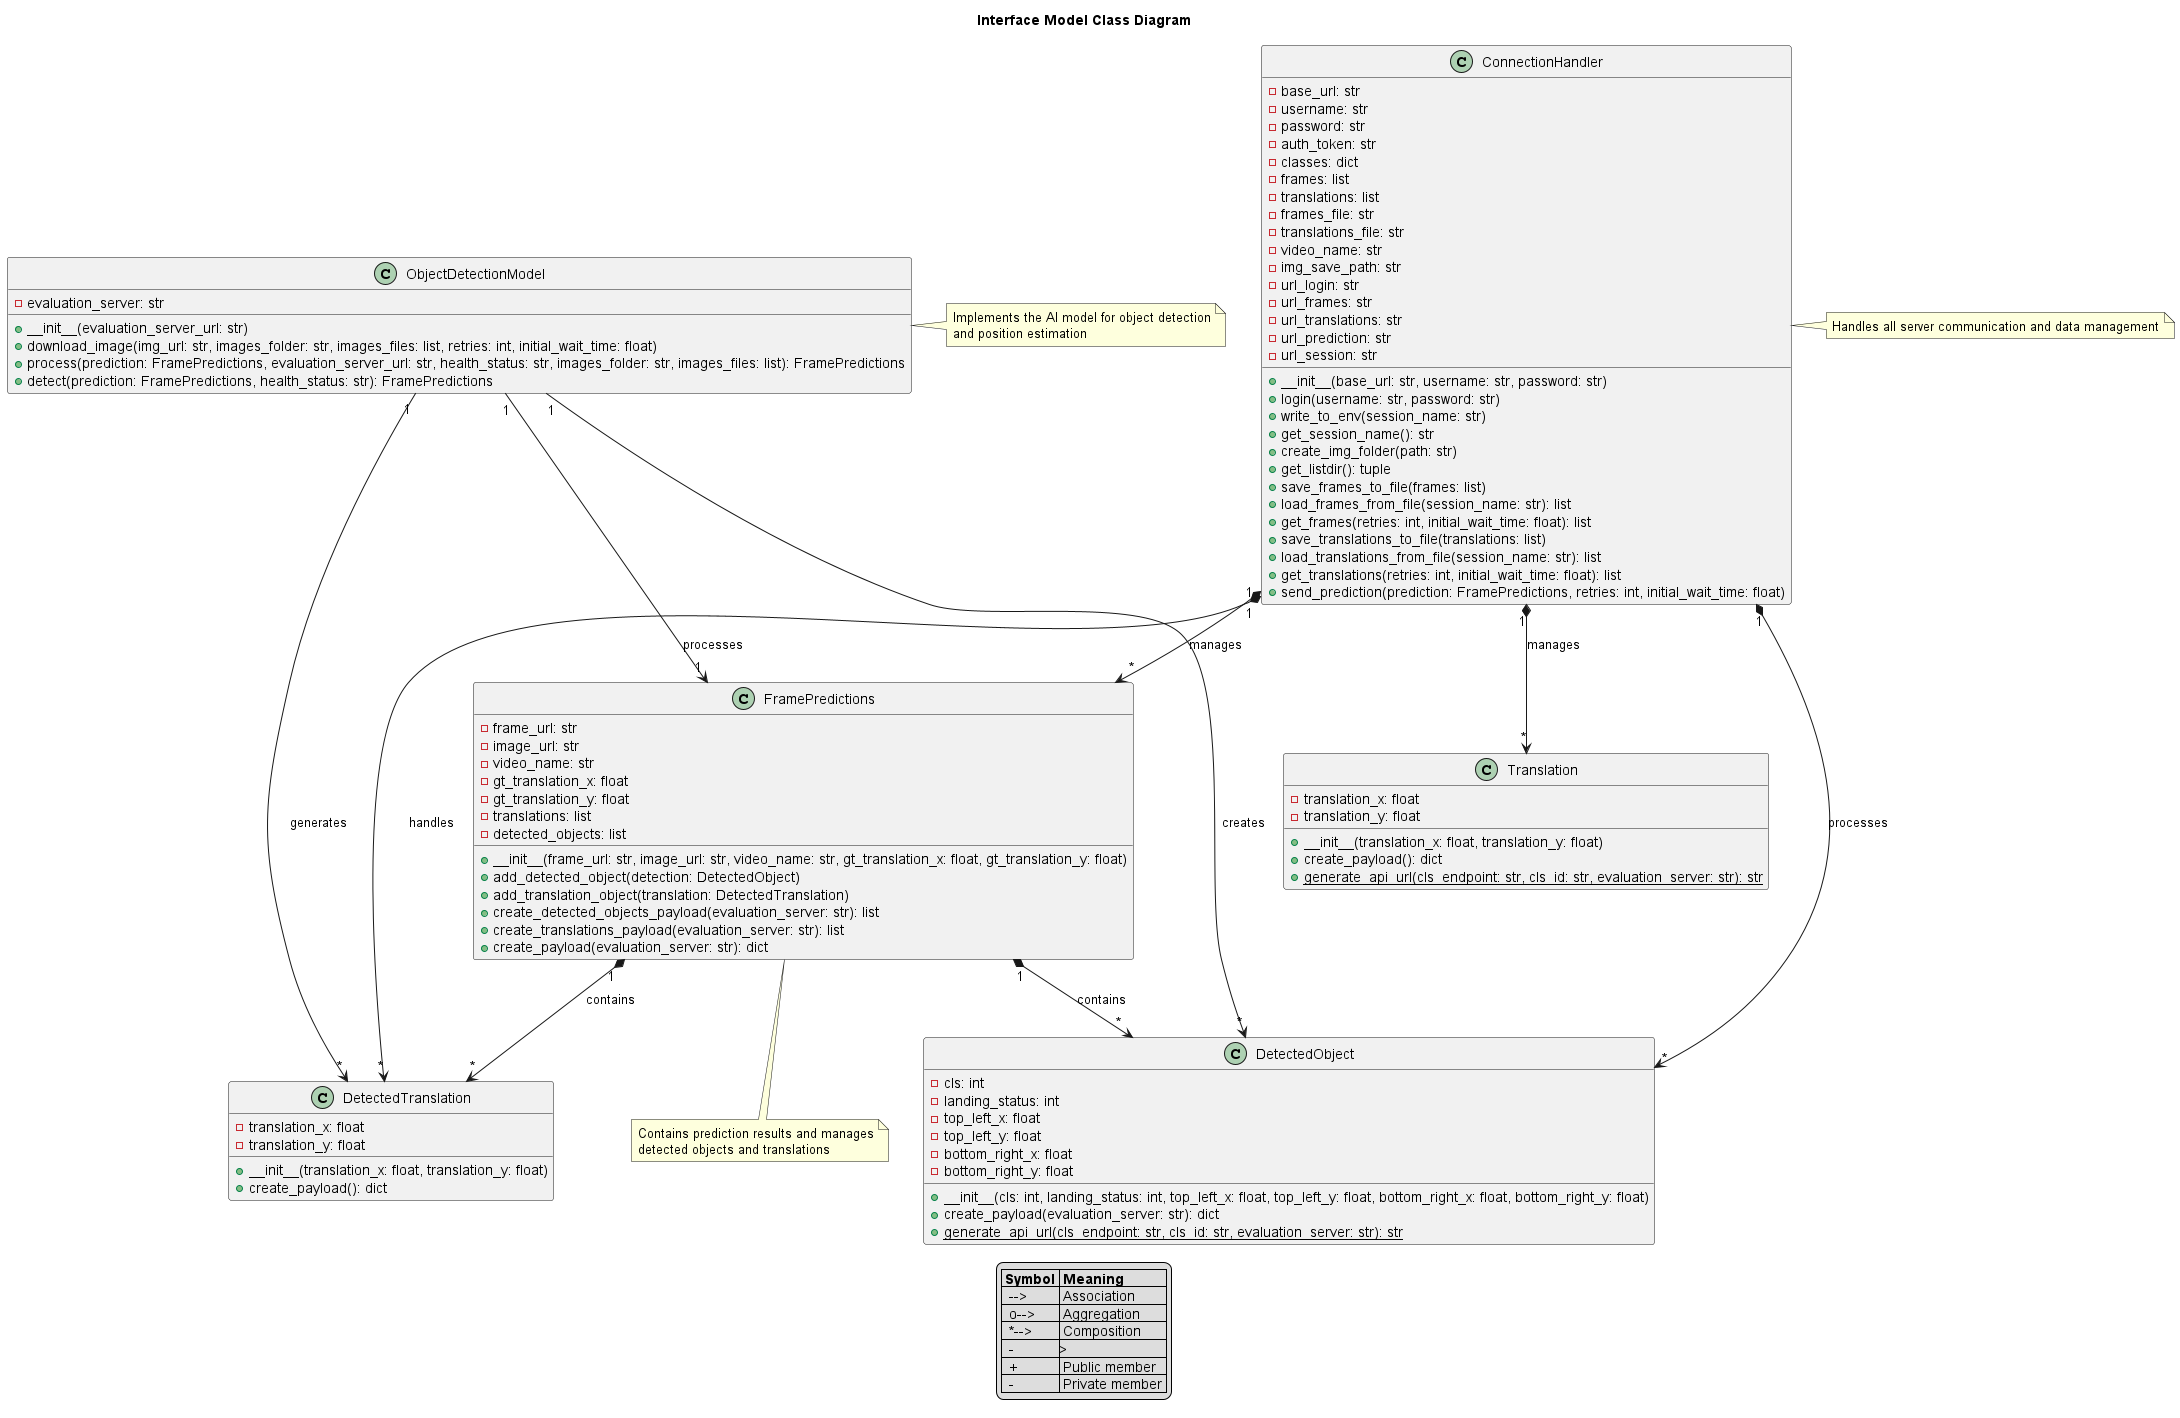 Interface Model Class Diagram
C ConnectionHandler
base_url: str
username: str
password: str
auth_token: str
classes: dict
frames: list
translations: list
frames_file: str
translations_file: str
video_name: str
img_save_path: str
url_login: str
url_frames: str
url_translations: str
url_prediction: str
url_session: str
__init__(base_url: str, username: str, password: str)
login(username: str, password: str)
write_to_env(session_name: str)
get_session_name(): str
create_img_folder(path: str)
get_listdir(): tuple
save_frames_to_file(frames: list)
load_frames_from_file(session_name: str): list
get_frames(retries: int, initial_wait_time: float): list
save_translations_to_file(translations: list)
load_translations_from_file(session_name: str): list
get_translations(retries: int, initial_wait_time: float): list
send_prediction(prediction: FramePredictions, retries: int, initial_wait_time: float)
Handles all server communication and data management
C ObjectDetectionModel
evaluation_server: str
__init__(evaluation_server_url: str)
download_image(img_url: str, images_folder: str, images_files: list, retries: int, initial_wait_time: float)
process(prediction: FramePredictions, evaluation_server_url: str, health_status: str, images_folder: str, images_files: list): FramePredictions
detect(prediction: FramePredictions, health_status: str): FramePredictions
Implements the AI model for object detection
and position estimation
1
1
1
1
1
1
1
processes
1
manages
*
manages
*
C FramePredictions
frame_url: str
image_url: str
video_name: str
gt_translation_x: float
gt_translation_y: float
translations: list
detected_objects: list
__init__(frame_url: str, image_url: str, video_name: str, gt_translation_x: float, gt_translation_y: float)
add_detected_object(detection: DetectedObject)
add_translation_object(translation: DetectedTranslation)
create_detected_objects_payload(evaluation_server: str): list
create_translations_payload(evaluation_server: str): list
create_payload(evaluation_server: str): dict
C Translation
translation_x: float
translation_y: float
__init__(translation_x: float, translation_y: float)
create_payload(): dict
generate_api_url(cls_endpoint: str, cls_id: str, evaluation_server: str): str
generates
handles
creates
processes
1
contains
*
1
contains
*
*
*
*
*
C DetectedTranslation
translation_x: float
translation_y: float
__init__(translation_x: float, translation_y: float)
create_payload(): dict
Contains prediction results and manages
detected objects and translations
C DetectedObject
cls: int
landing_status: int
top_left_x: float
top_left_y: float
bottom_right_x: float
bottom_right_y: float
__init__(cls: int, landing_status: int, top_left_x: float, top_left_y: float, bottom_right_x: float, bottom_right_y: float)
create_payload(evaluation_server: str): dict
generate_api_url(cls_endpoint: str, cls_id: str, evaluation_server: str): str
Symbol Meaning
--> Association
o--> Aggregation
*--> Composition
- >
+ Public member
- Private member